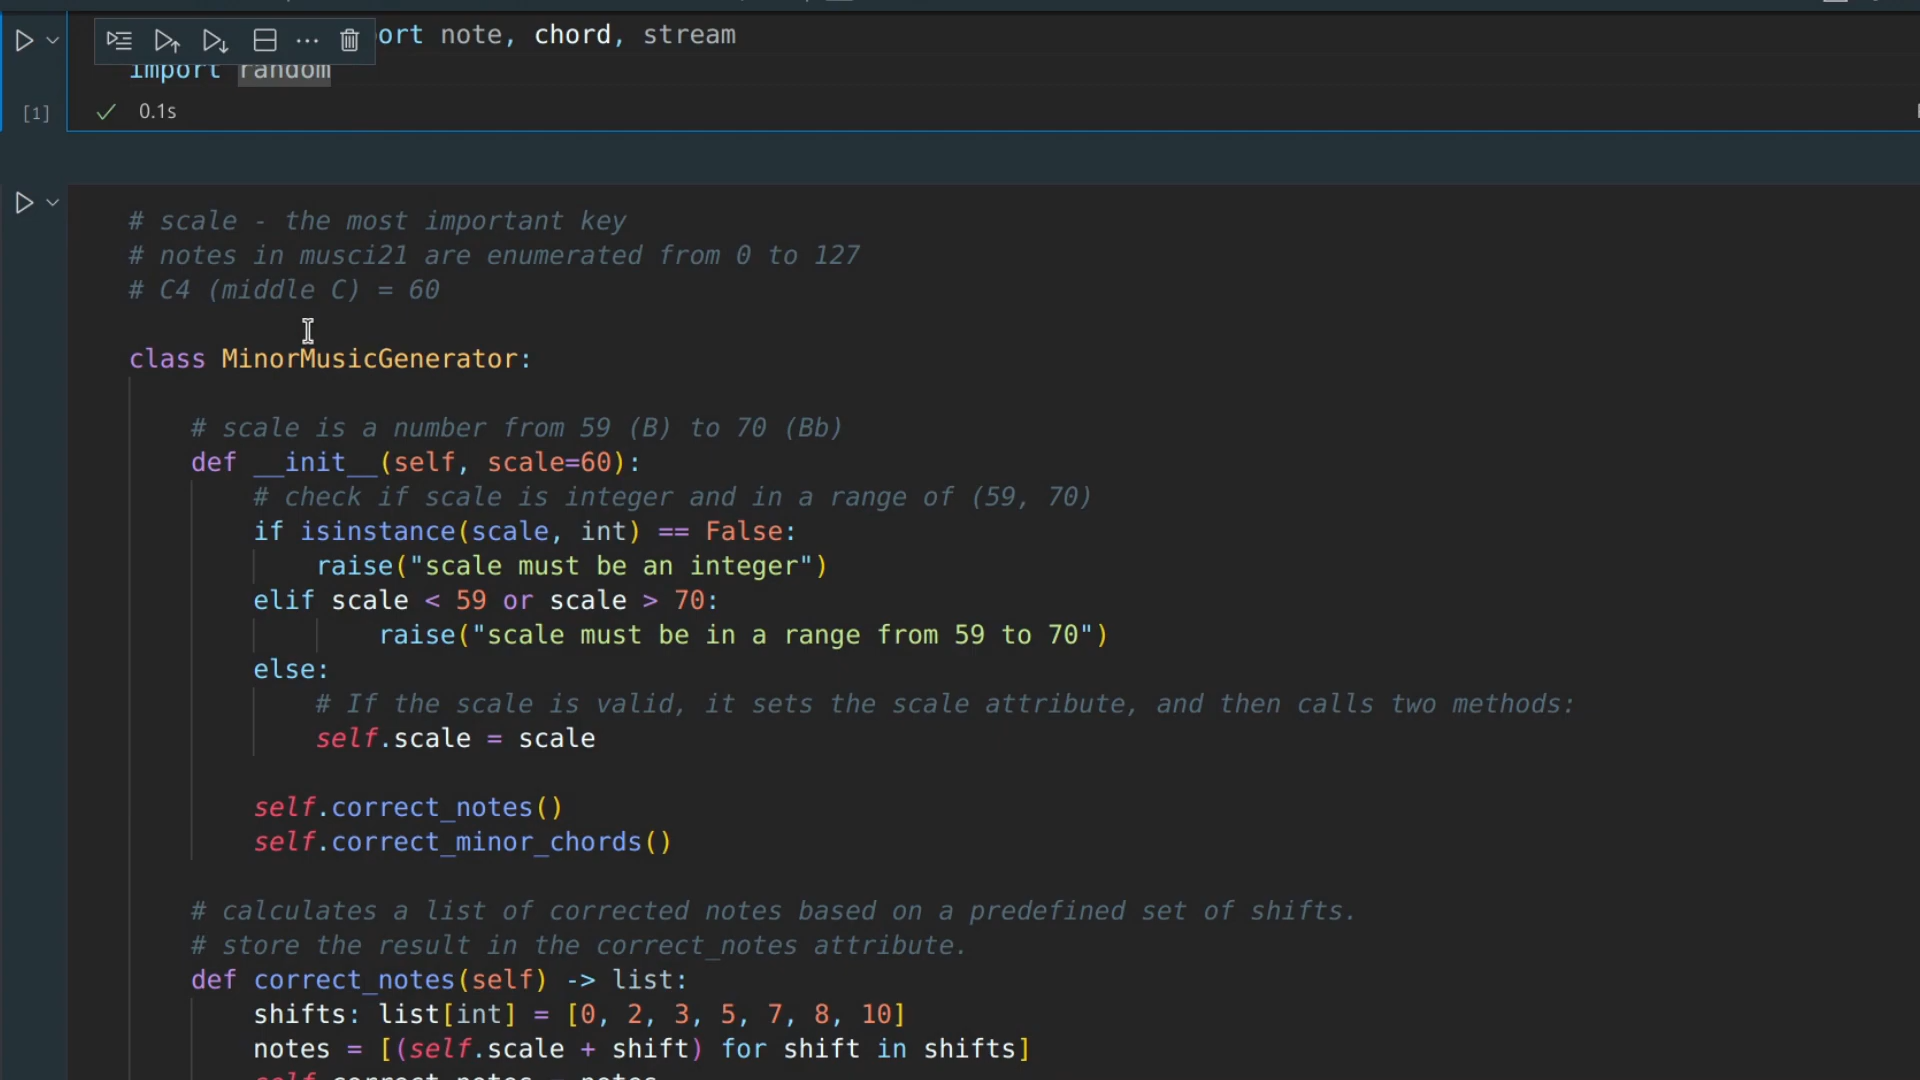 ort note, chord, stream
import random
[1] 0.1s
# scale - the most important key
# notes in musci21 are enumerated from 0 to 127
# C4 (middle C) = 60
class MinorMusicGenerator:
# scale is a number from 59 (B) to 70 (Bb)
def __init__(self, scale=60):
# check if scale is integer and in a range of (59, 70)
if isinstance(scale, int) == False:
raise("scale must be an integer")
elif scale < 59 or scale > 70:
raise("scale must be in a range from 59 to 70")
else:
# If the scale is valid, it sets the scale attribute, and then calls two methods:
self.scale = scale
self.correct_notes()
self.correct_minor_chords()
# calculates a list of corrected notes based on a predefined set of shifts.
# store the result in the correct_notes attribute.
def correct_notes(self) -> list:
shifts: list[int] = [0, 2, 3, 5, 7, 8, 10]
notes = [(self.scale + shift) for shift in shifts]
self.correct_notes = notes